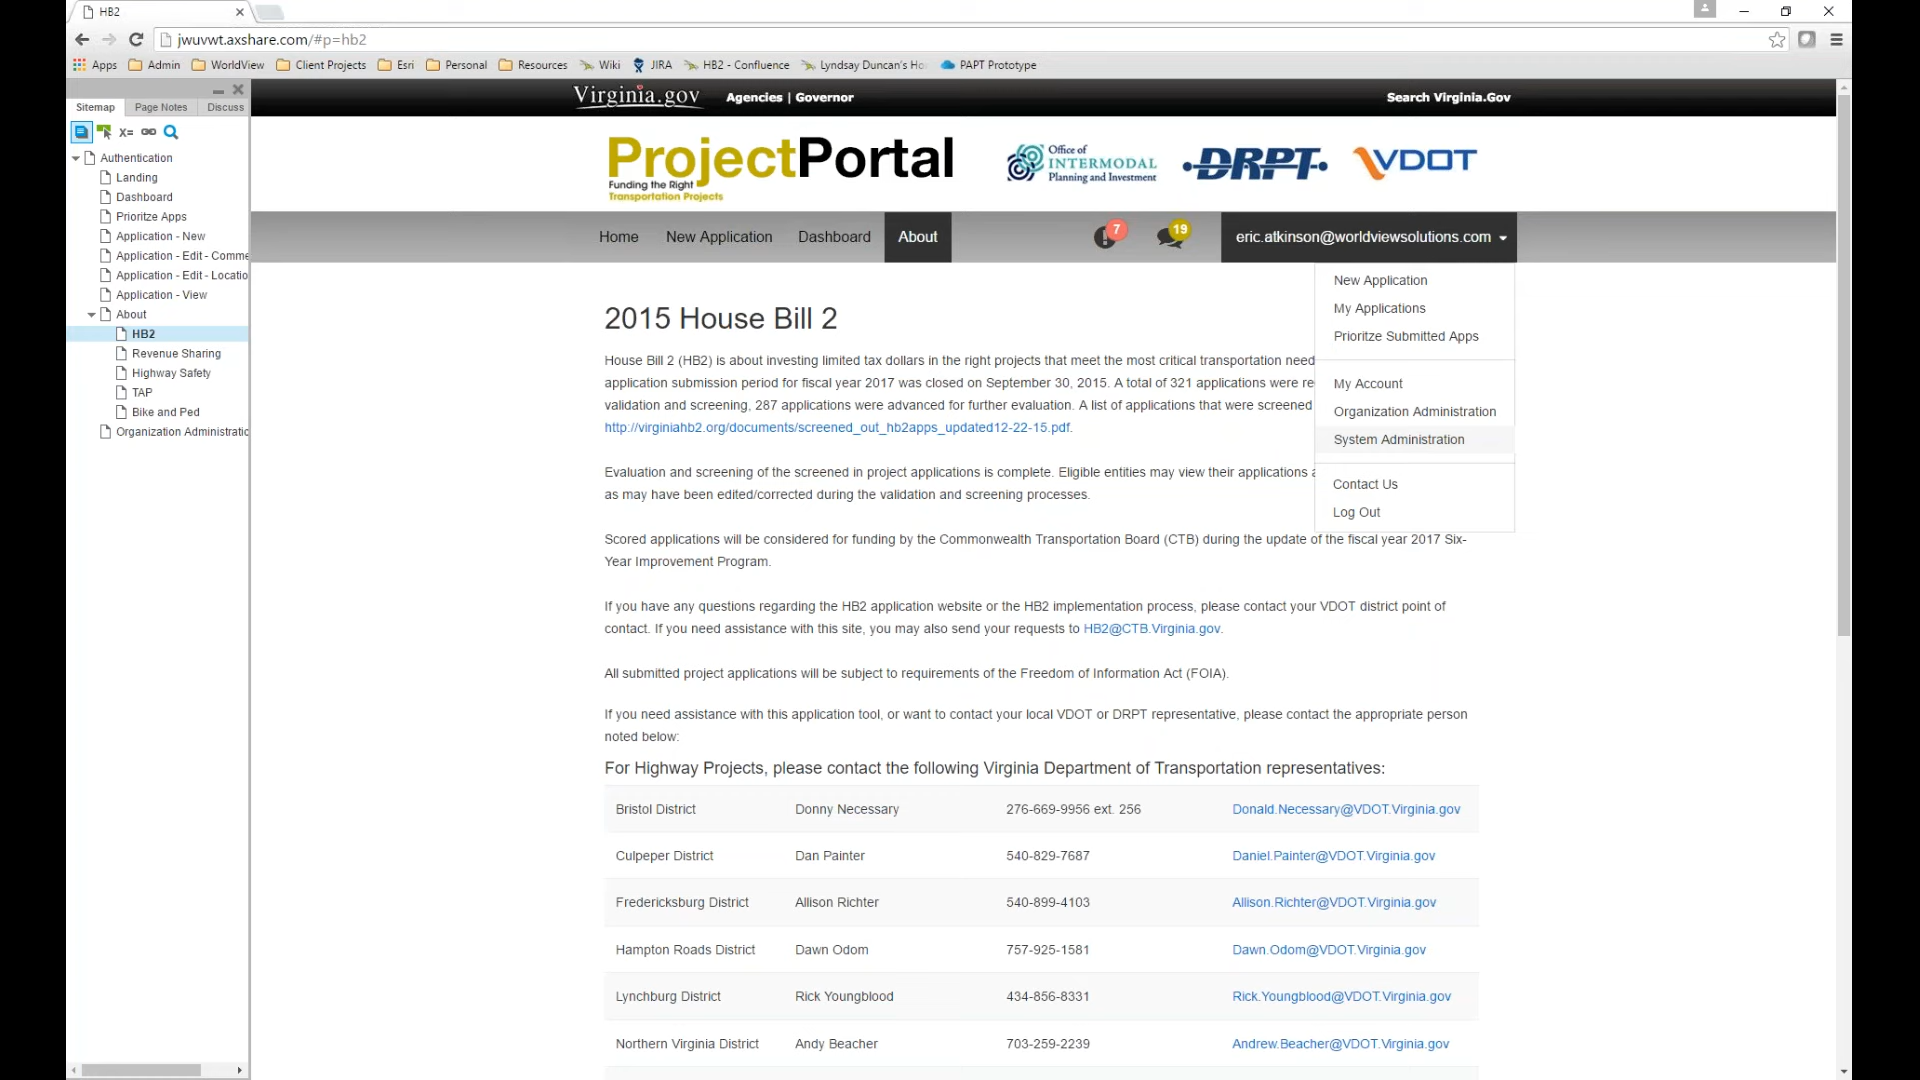 HB2
jwuvwt.axshare.com/#p=hb2
Apps Admin WorldView Client Projects Esri Personal Resources Wiki JIRA HB2 - Confluence Lyndsay Duncan's Ho PAPT Prototype
Sitemap Page Notes Discuss
X=
Authentication
Landing
Dashboard
Prioritze Apps
Application - New
Application - Edit - Comme
Application - Edit - Locatio
Application - View
About
HB2
Revenue Sharing
Highway Safety
TAP
Bike and Ped
Organization Administratio
Virginia.gov Agencies | Governor Search Virginia.Gov
ProjectPortal
Funding the Right
Transportation Projects
Office of
INTERMODAL
Planning and Investment
DRPT
VDOT
Home New Application Dashboard About 7 19 eric.atkinson@worldviewsolutions.com
New Application
My Applications
Prioritze Submitted Apps
My Account
Organization Administration
System Administration
Contact Us
Log Out
2015 House Bill 2
House Bill 2 (HB2) is about investing limited tax dollars in the right projects that meet the most critical transportation need
application submission period for fiscal year 2017 was closed on September 30, 2015. A total of 321 applications were re
validation and screening, 287 applications were advanced for further evaluation. A list of applications that were screened
http://virginiahb2.org/documents/screened_out_hb2apps_updated12-22-15.pdf.
Evaluation and screening of the screened in project applications is complete. Eligible entities may view their applications a
as may have been edited/corrected during the validation and screening processes.
Scored applications will be considered for funding by the Commonwealth Transportation Board (CTB) during the update of the fiscal year 2017 Six-
Year Improvement Program.
If you have any questions regarding the HB2 application website or the HB2 implementation process, please contact your VDOT district point of
contact. If you need assistance with this site, you may also send your requests to HB2@CTB.Virginia.gov.
All submitted project applications will be subject to requirements of the Freedom of Information Act (FOIA).
If you need assistance with this application tool, or want to contact your local VDOT or DRPT representative, please contact the appropriate person
noted below:
For Highway Projects, please contact the following Virginia Department of Transportation representatives:
Bristol District Donny Necessary 276-669-9956 ext. 256 Donald.Necessary@VDOT.Virginia.gov
Culpeper District Dan Painter 540-829-7687 Daniel.Painter@VDOT.Virginia.gov
Fredericksburg District Allison Richter 540-899-4103 Allison.Richter@VDOT.Virginia.gov
Hampton Roads District Dawn Odom 757-925-1581 Dawn.Odom@VDOT.Virginia.gov
Lynchburg District Rick Youngblood 434-856-8331 Rick.Youngblood@VDOT.Virginia.gov
Northern Virginia District Andy Beacher 703-259-2239 Andrew.Beacher@VDOT.Virginia.gov